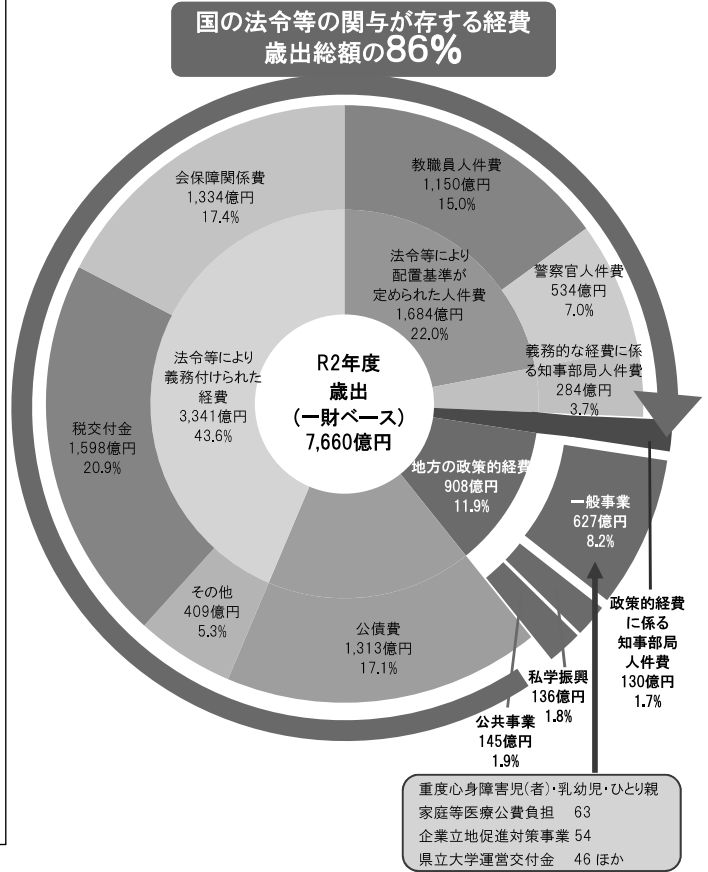 国の法令等の関与が存する経費
歳出総額の86%
会保障関係費
1,334億円
17.4%
教職員人件費
1,150億円
15.0%
法令等により
配置基準が
定められた人件費
1,684億円
22.0%
警察官人件費
534億円
7.0%
義務的な経費に係
る知事部局人件費
284億円
3.7%
法令等により
義務付けられた
経費
3,341億円
43.6%
R2年度
歳出
(一財ベース)
7,660億円
税交付金
1,598億円
20.9%
地方の政策的経費
908億円
11.9%
一般事業
627億円
8.2%
その他
409億円
5.3%
公債費
1,313億円
17.1%
政策的経費
に係る
知事部局
人件費
130億円
1.7%
私学振興
136億円
1.8%
公共事業
145億円
1.9%
重度心身障害児(者)・乳幼児・ひとり親
家庭等医療公費負担 63
企業立地促進対策事業 54
県立大学運営交付金 46 ほか